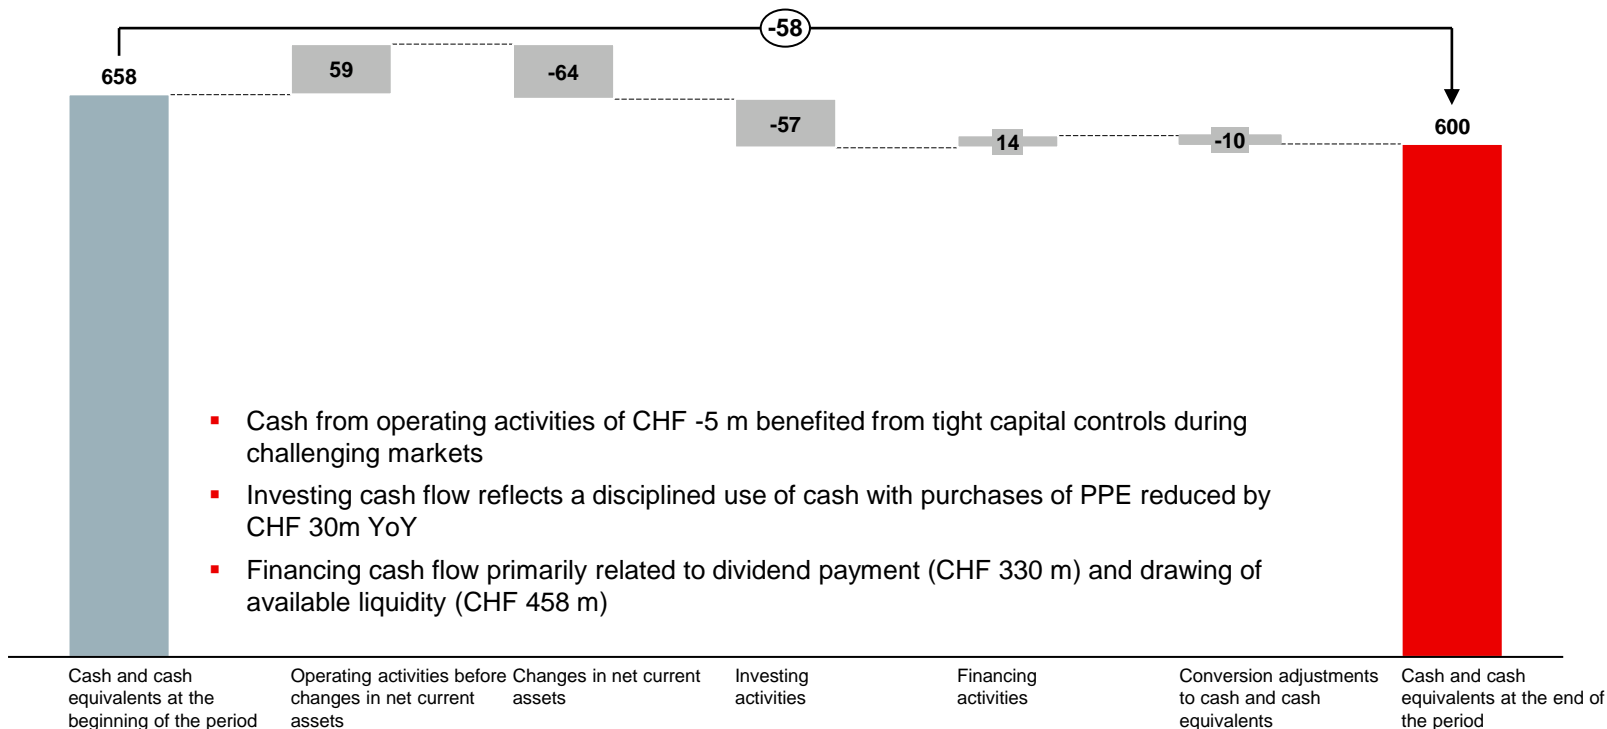 -58
658
59
-64
-57
14
-10
600
▪ Cash from operating activities of CHF -5 m benefited from tight capital controls during
challenging markets
▪ Investing cash flow reflects a disciplined use of cash with purchases of PPE reduced by
CHF 30m YoY
▪ Financing cash flow primarily related to dividend payment (CHF 330 m) and drawing of
available liquidity (CHF 458 m)
Cash and cash
equivalents at the
beginning of the period
Operating activities before
changes in net current
assets
Changes in net current
assets
Investing
activities
Financing
activities
Conversion adjustments
to cash and cash
equivalents
Cash and cash
equivalents at the end of
the period